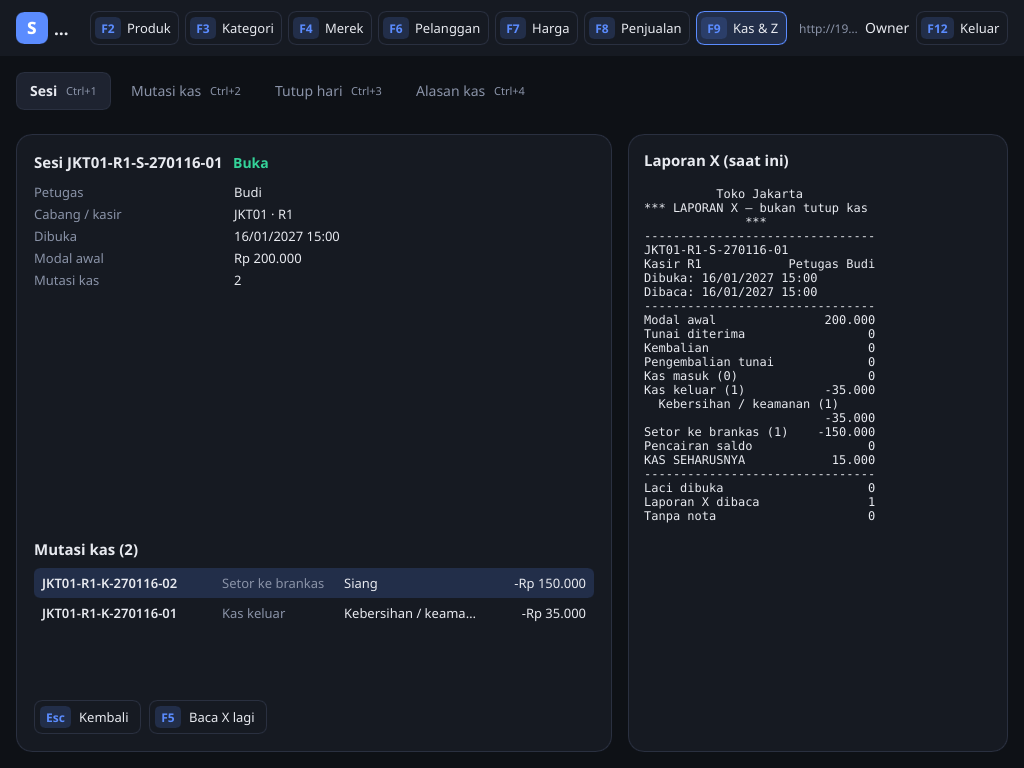 S ... F2 Produk F3 Kategori F4 Merek F6 Pelanggan F7 Harga F8 Penjualan F9 Kas & Z http://19... Owner F12 Keluar
Sesi Ctrl+1 Mutasi kas Ctrl+2 Tutup hari Ctrl+3 Alasan kas Ctrl+4
Sesi JKT01-R1-S-270116-01 Buka
Petugas Budi
Cabang / kasir JKT01 · R1
Dibuka 16/01/2027 15:00
Modal awal Rp 200.000
Mutasi kas 2
Mutasi kas (2)
JKT01-R1-K-270116-02 Setor ke brankas Siang -Rp 150.000
JKT01-R1-K-270116-01 Kas keluar Kebersihan / keama... -Rp 35.000
Esc Kembali F5 Baca X lagi
Laporan X (saat ini)
Toko Jakarta
*** LAPORAN X — bukan tutup kas
***
--------------------------------
JKT01-R1-S-270116-01
Kasir R1 Petugas Budi
Dibuka: 16/01/2027 15:00
Dibaca: 16/01/2027 15:00
--------------------------------
Modal awal 200.000
Tunai diterima 0
Kembalian 0
Pengembalian tunai 0
Kas masuk (0) 0
Kas keluar (1) -35.000
Kebersihan / keamanan (1)
-35.000
Setor ke brankas (1) -150.000
Pencairan saldo 0
KAS SEHARUSNYA 15.000
--------------------------------
Laci dibuka 0
Laporan X dibaca 1
Tanpa nota 0